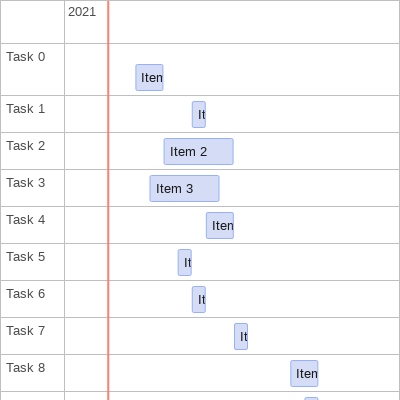 2021
Task 0
Iten
Task 1
It
Task 2
Item 2
Task 3
Item 3
Task 4
Iten
Task 5
It
Task 6
It
Task 7
It
Task 8
Iten